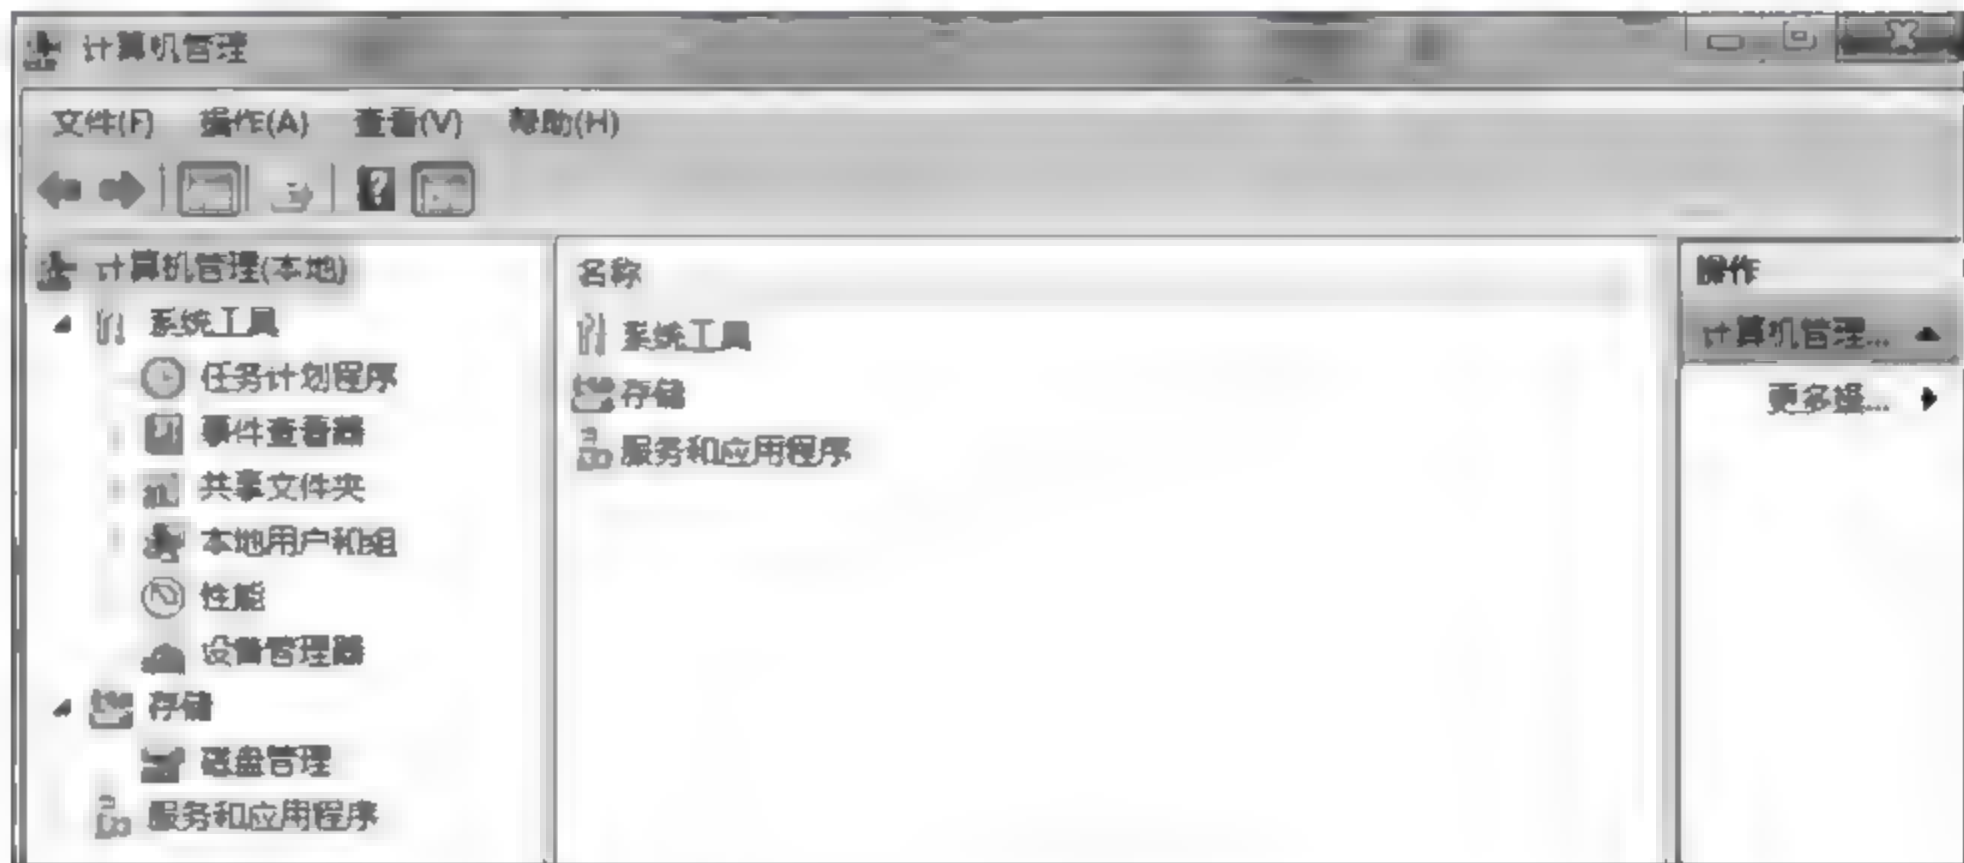 计算机管理
文件(F) 操作(A) 查看(V) 帮助(H)
计算机管理(本地)
系统工具
任务计划程序
事件查看器
共享文件夹
本地用户和组
性能
设备管理器
存储
磁盘管理
服务和应用程序
名称
系统工具
存储
服务和应用程序
操作
计算机管理...
更多操...